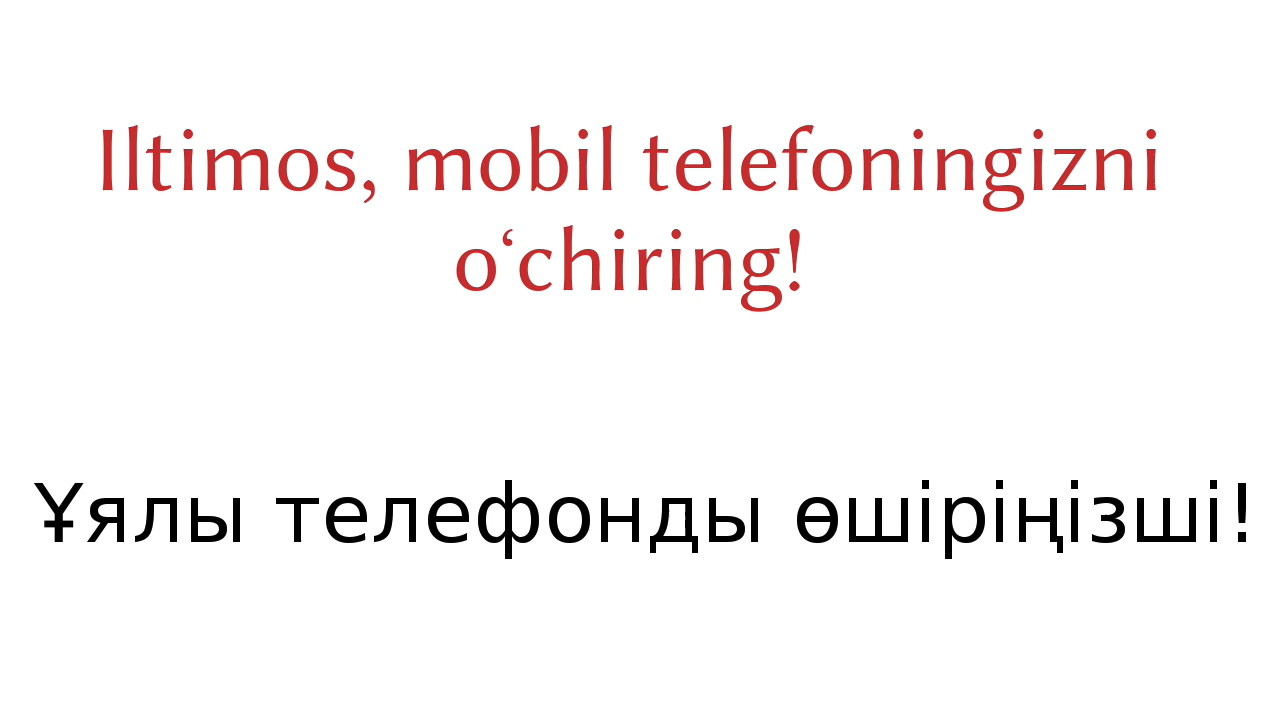 Iltimos, mobil telefoningizni
o‘chiring!
Ұялы телефонды өшіріңізші!